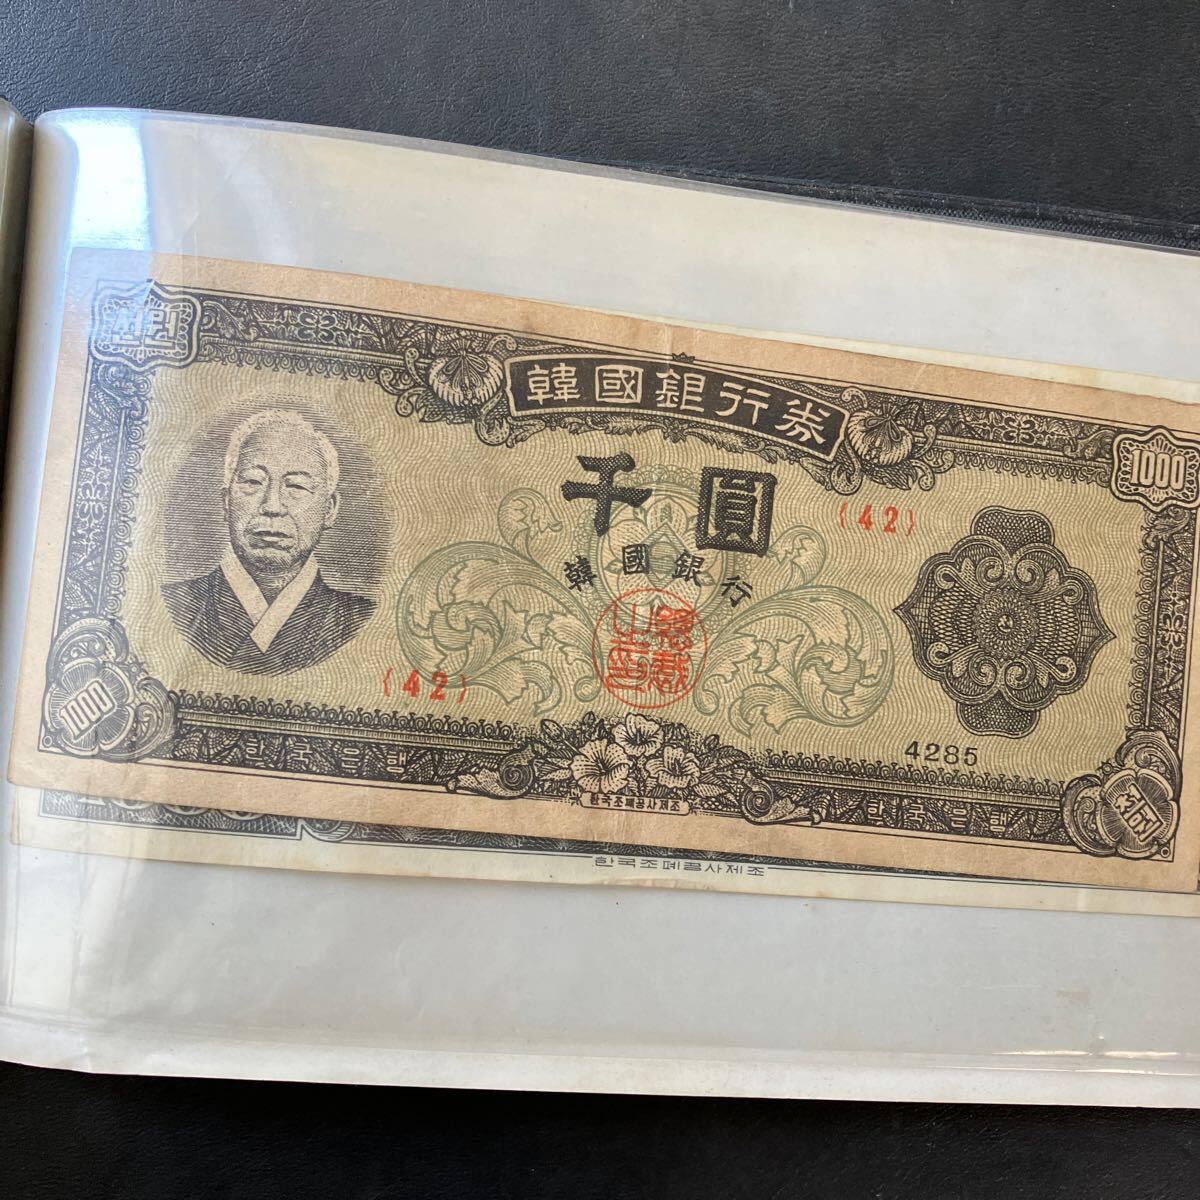 천원
韓國銀行券
1000
千圓
(42)
韓國銀行
総裁之印
(42)
4285
1000
한국은행
한국조폐공사제조
한국은행
천원
한국조폐공사제조